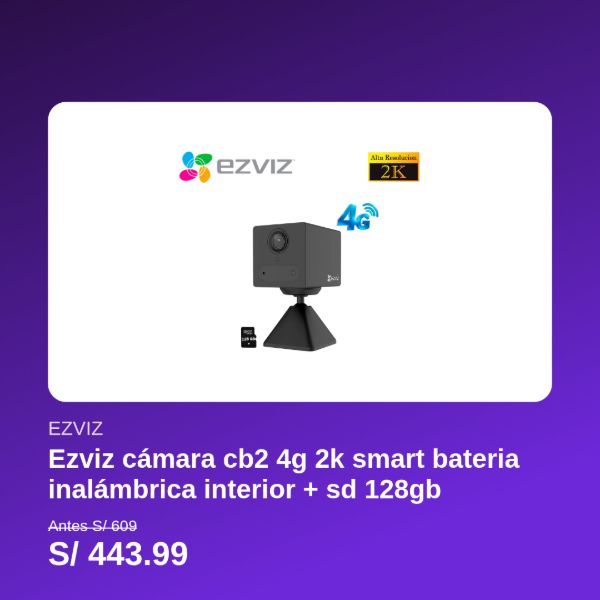 ezviz
Alta Resolucion
2K
4G
EZVIZ
Ezviz cámara cb2 4g 2k smart bateria
inalámbrica interior + sd 128gb
Antes S/ 609
S/ 443.99